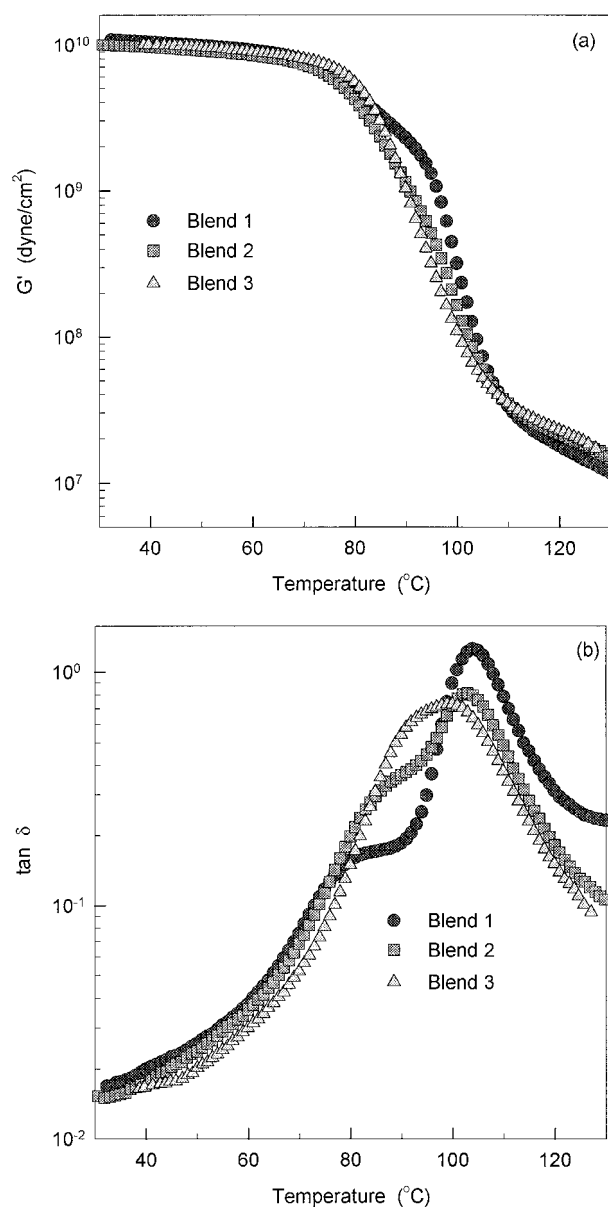 (a)
10¹⁰
10⁹
10⁸
10⁷
G' (dyne/cm²)
Blend 1
Blend 2
Blend 3
40 60 80 100 120
Temperature (°C)
(b)
10⁰
10⁻¹
10⁻²
tan δ
Blend 1
Blend 2
Blend 3
40 60 80 100 120
Temperature (°C)